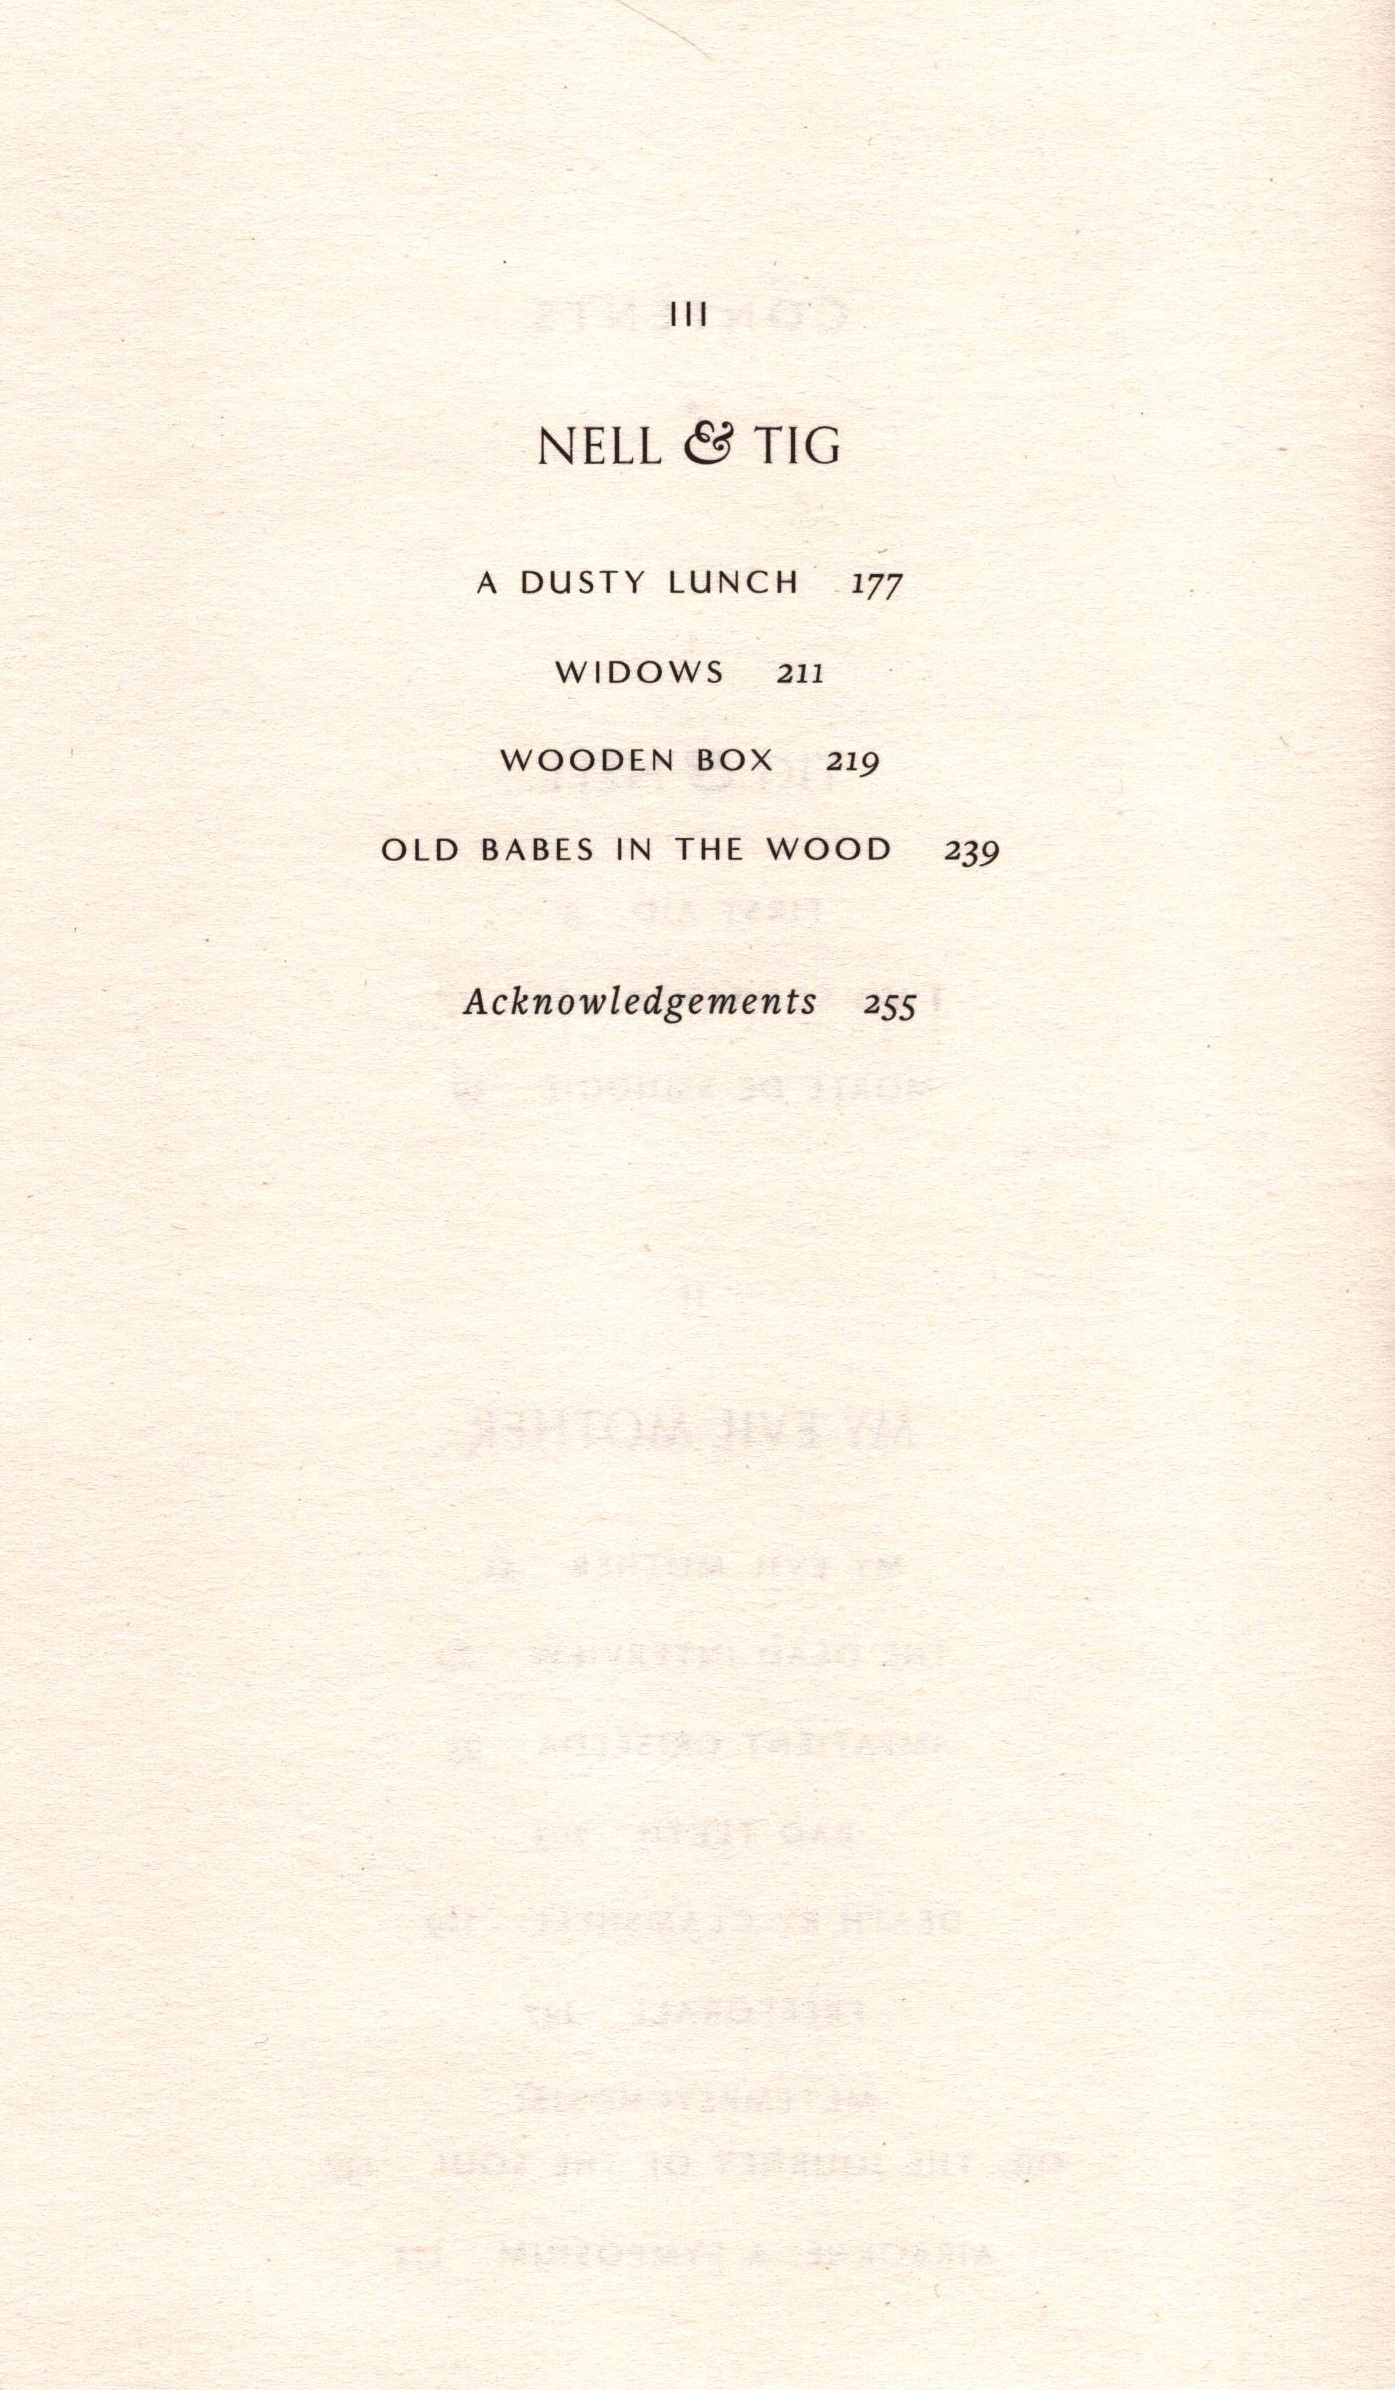 III
NELL & TIG
A DUSTY LUNCH 177
WIDOWS 211
WOODEN BOX 219
OLD BABES IN THE WOOD 239
Acknowledgements 255